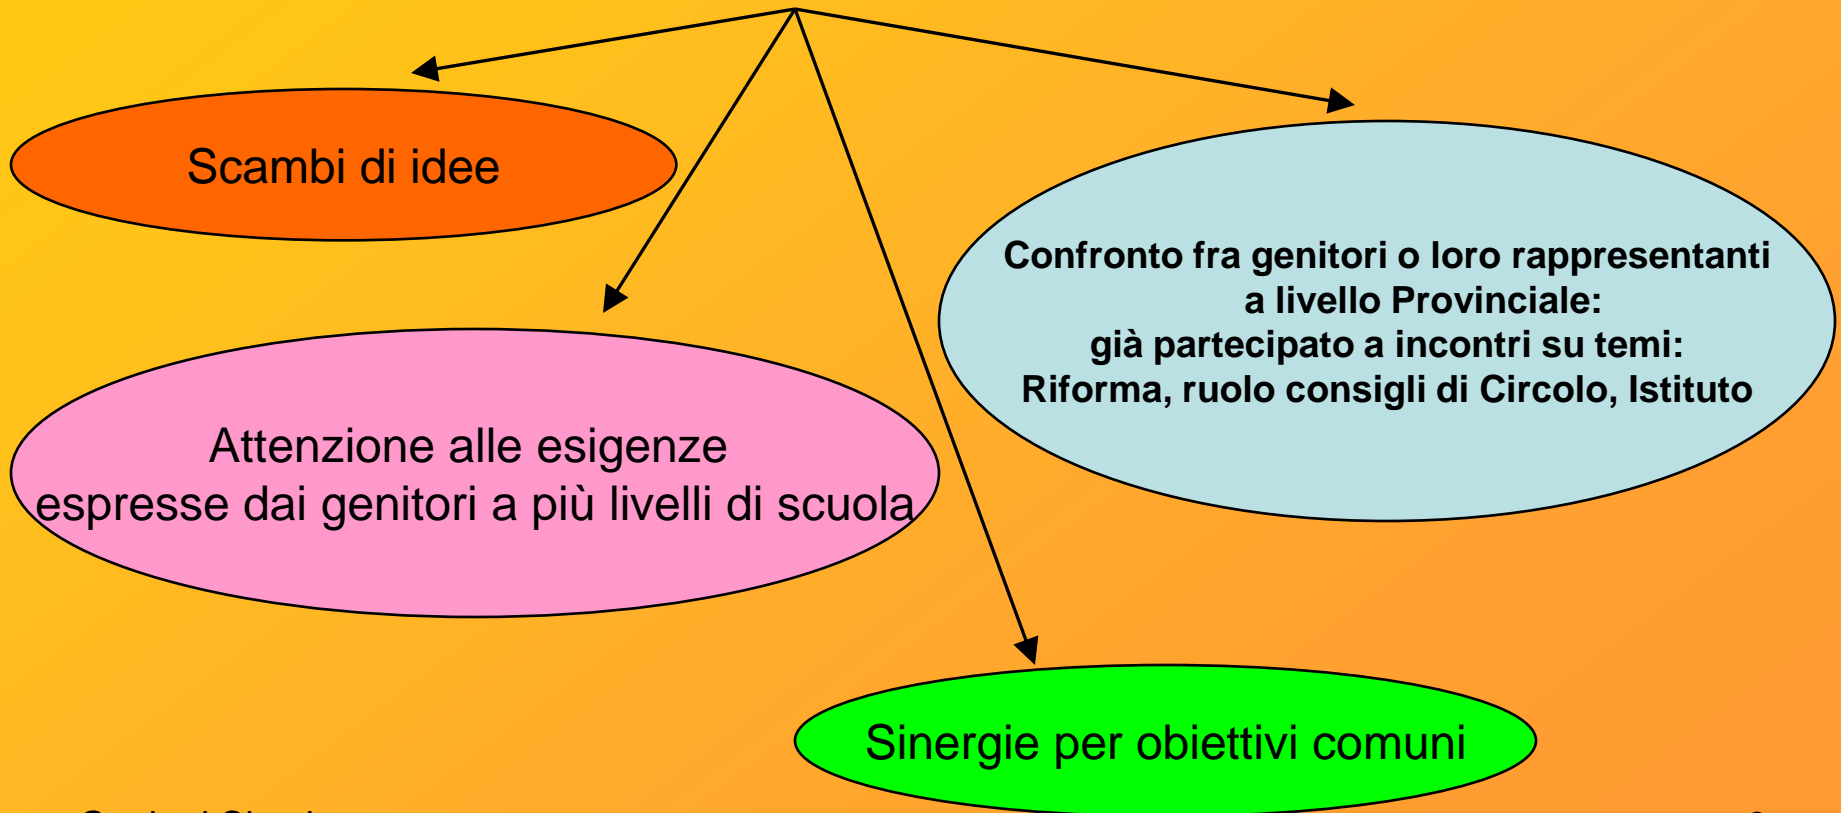 Scambi di idee
Confronto fra genitori o loro rappresentanti
a livello Provinciale:
già partecipato a incontri su temi:
Riforma, ruolo consigli di Circolo, Istituto
Attenzione alle esigenze
espresse dai genitori a più livelli di scuola
Sinergie per obiettivi comuni